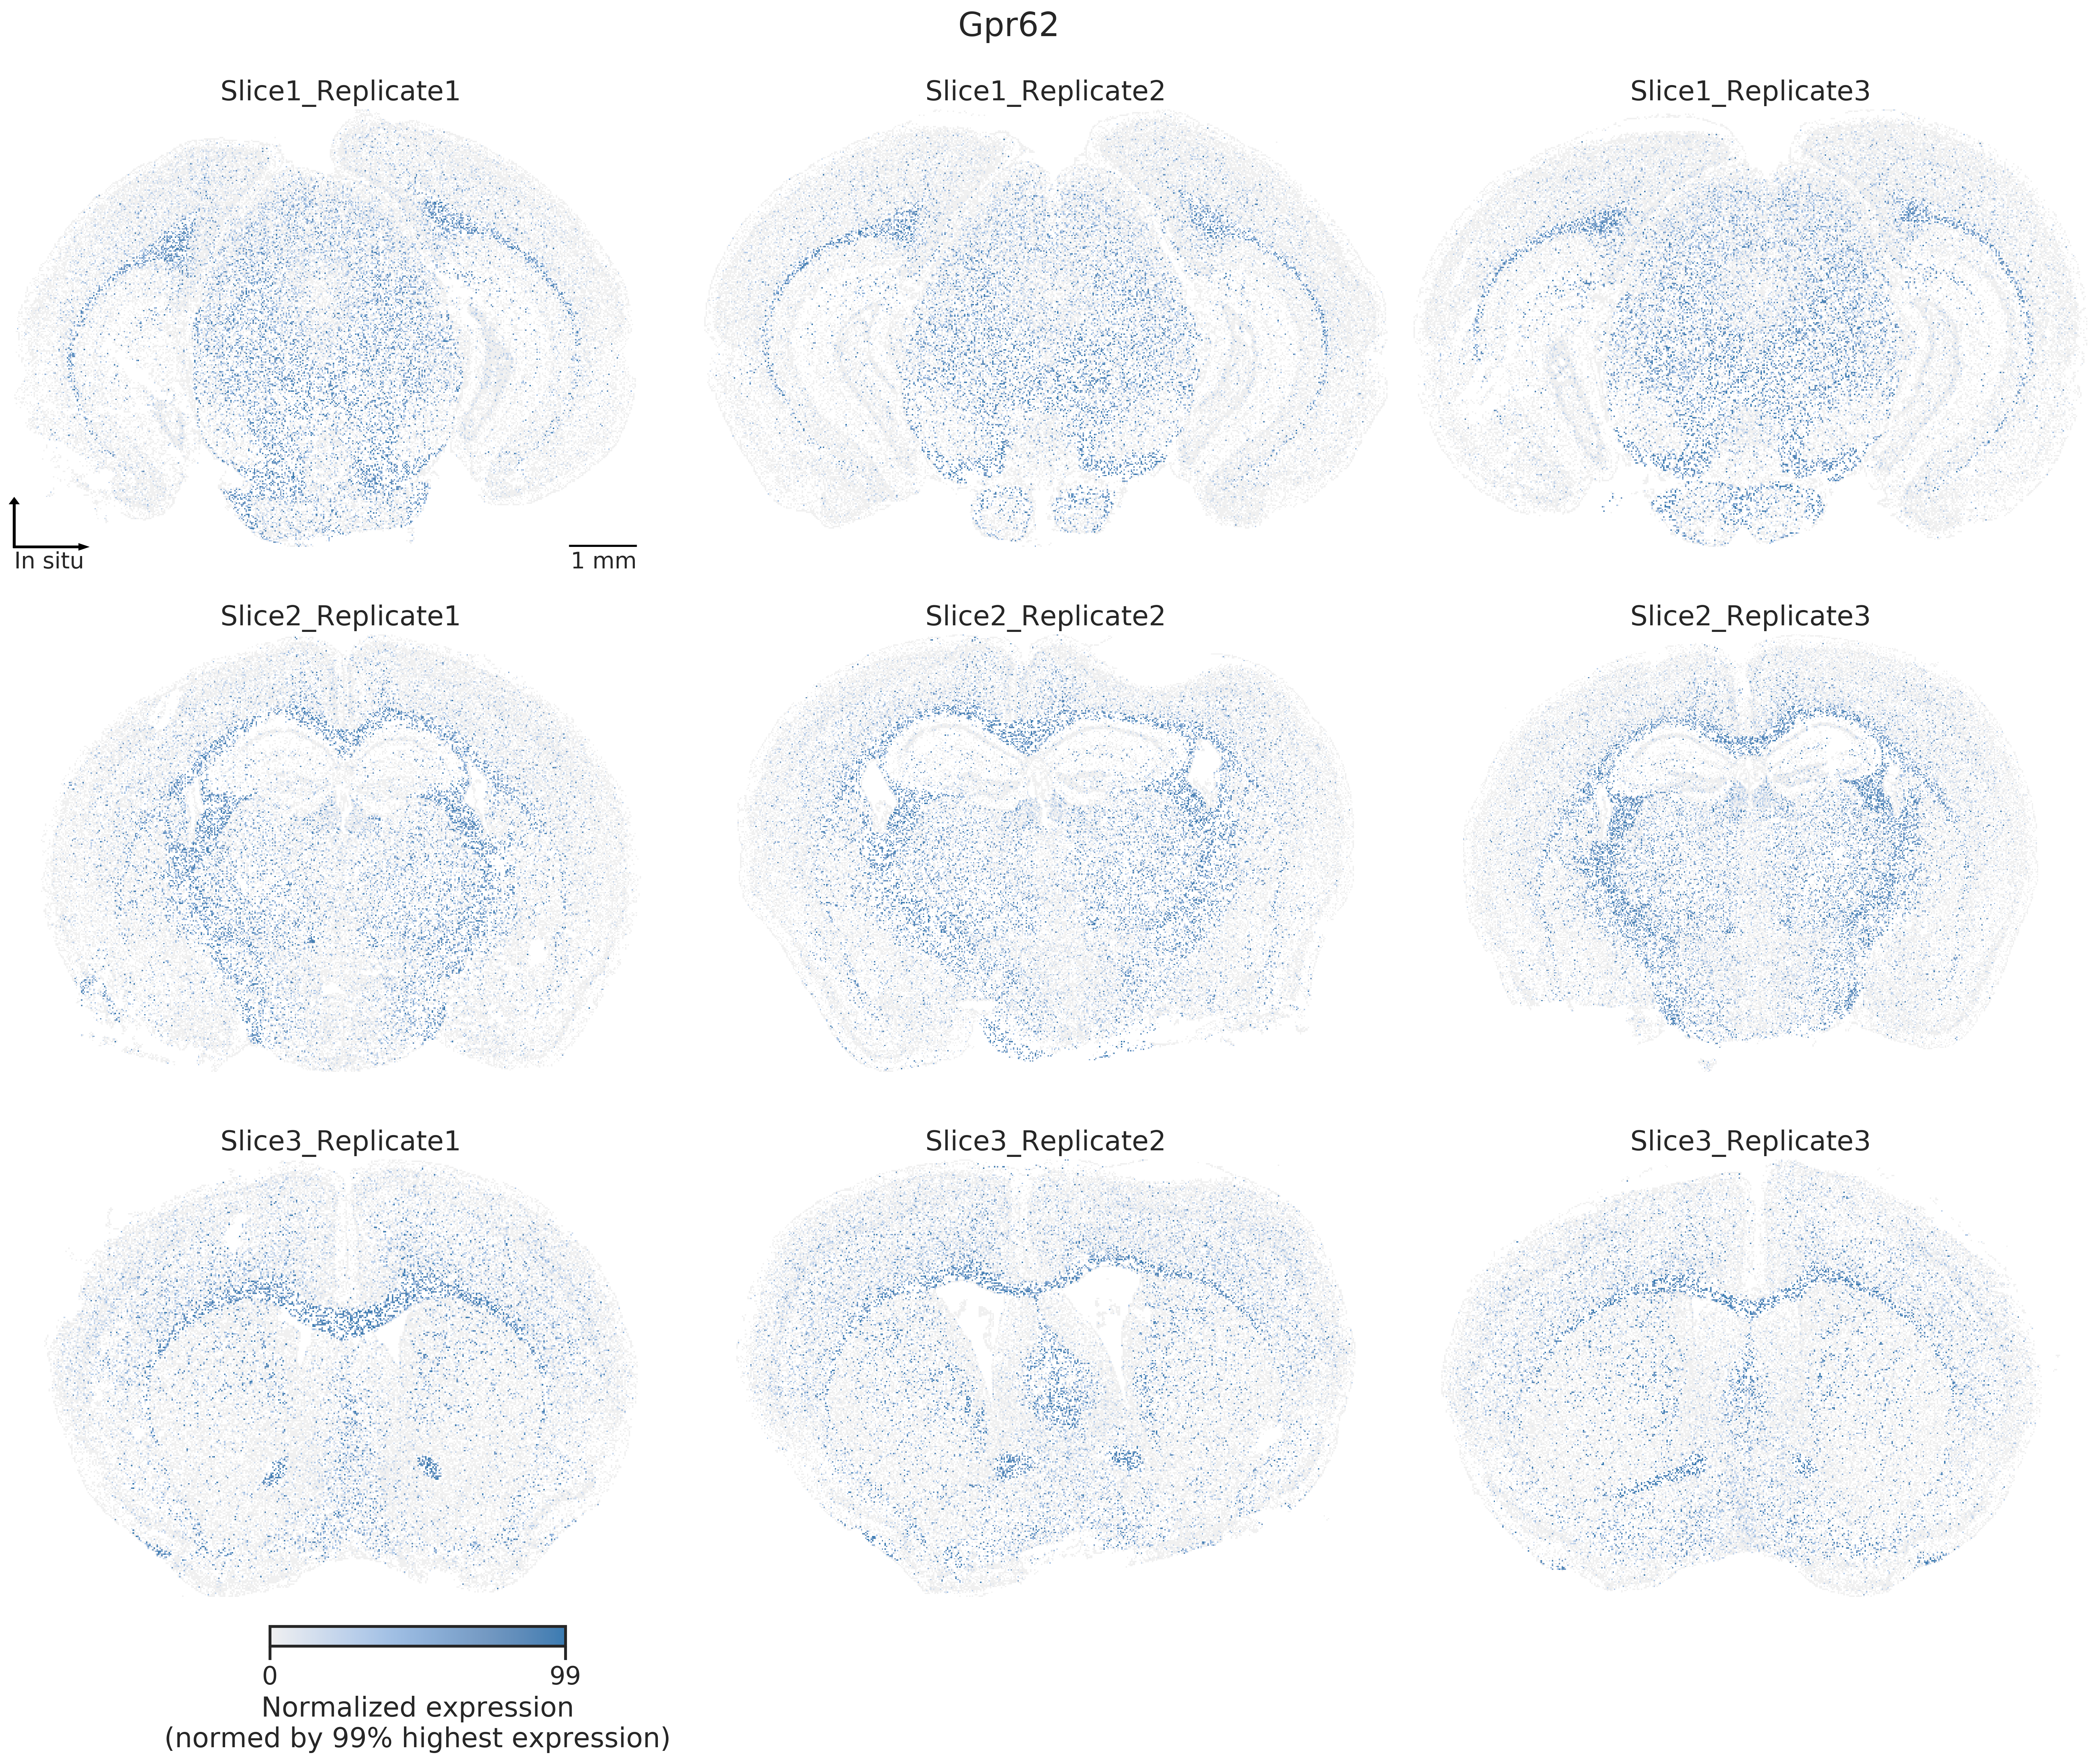 Gpr62
Slice1_Replicate1
Slice1_Replicate2
Slice1_Replicate3
In situ
1 mm
Slice2_Replicate1
Slice2_Replicate2
Slice2_Replicate3
Slice3_Replicate1
Slice3_Replicate2
Slice3_Replicate3
0
99
Normalized expression
(normed by 99% highest expression)